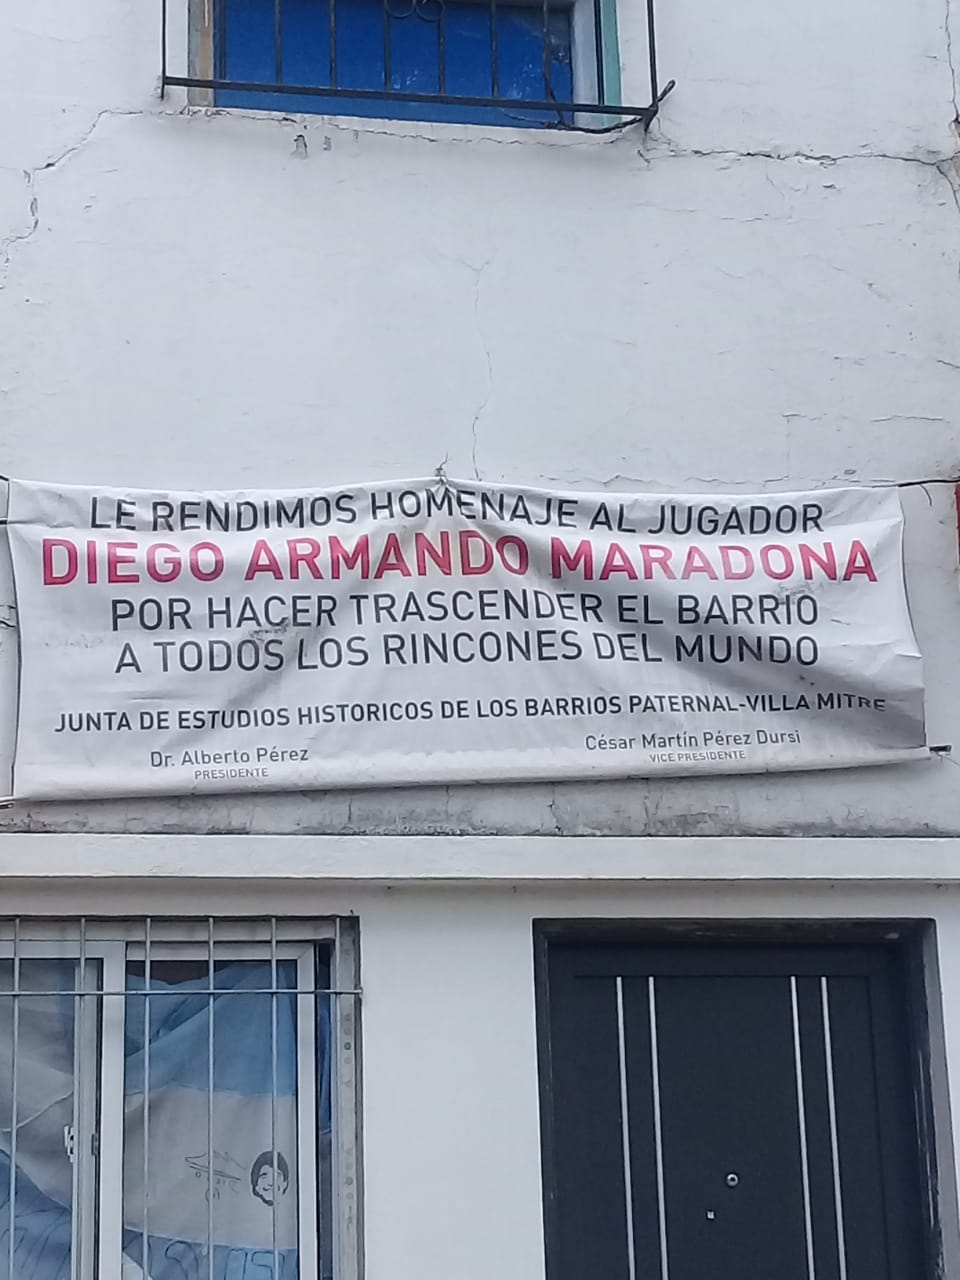 LE RENDIMOS HOMENAJE AL JUGADOR
DIEGO ARMANDO MARADONA
POR HACER TRASCENDER EL BARRIO
A TODOS LOS RINCONES DEL MUNDO
JUNTA DE ESTUDIOS HISTORICOS DE LOS BARRIOS PATERNAL-VILLA MITRE
Dr. Alberto Pérez
PRESIDENTE
César Martín Pérez Dursi
VICE PRESIDENTE